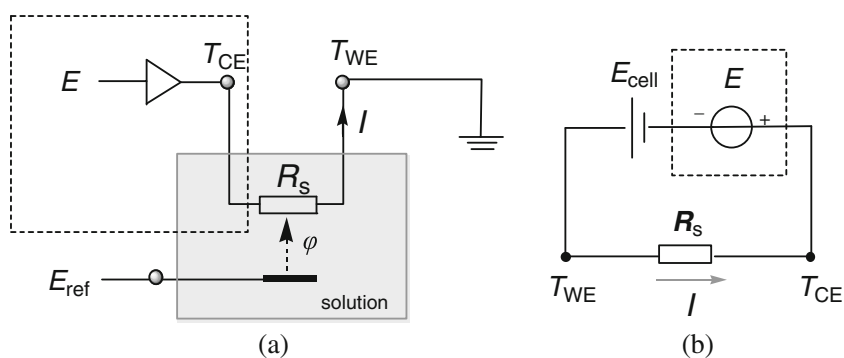 E
T_CE
T_WE
I
R_s
φ
E_ref
solution
(a)
E_cell
E
− +
R_s
T_WE
I
T_CE
(b)